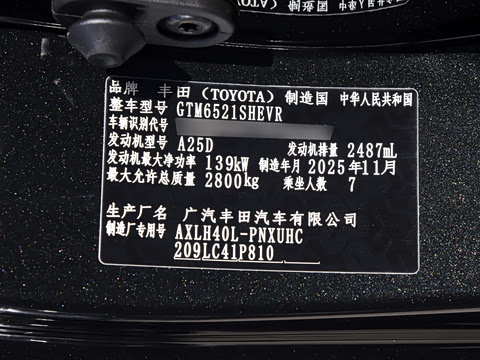 品牌 丰田（TOYOTA） 制造国 中华人民共和国
整车型号 GTM6521SHEVR
车辆识别代号
发动机型号 A25D 发动机排量 2487mL
发动机最大净功率 139kW 制造年月 2025年11月
最大允许总质量 2800kg 乘坐人数 7
生产厂名 广汽丰田汽车有限公司
制造厂专用号 AXLH40L-PNXUHC
209LC41P810